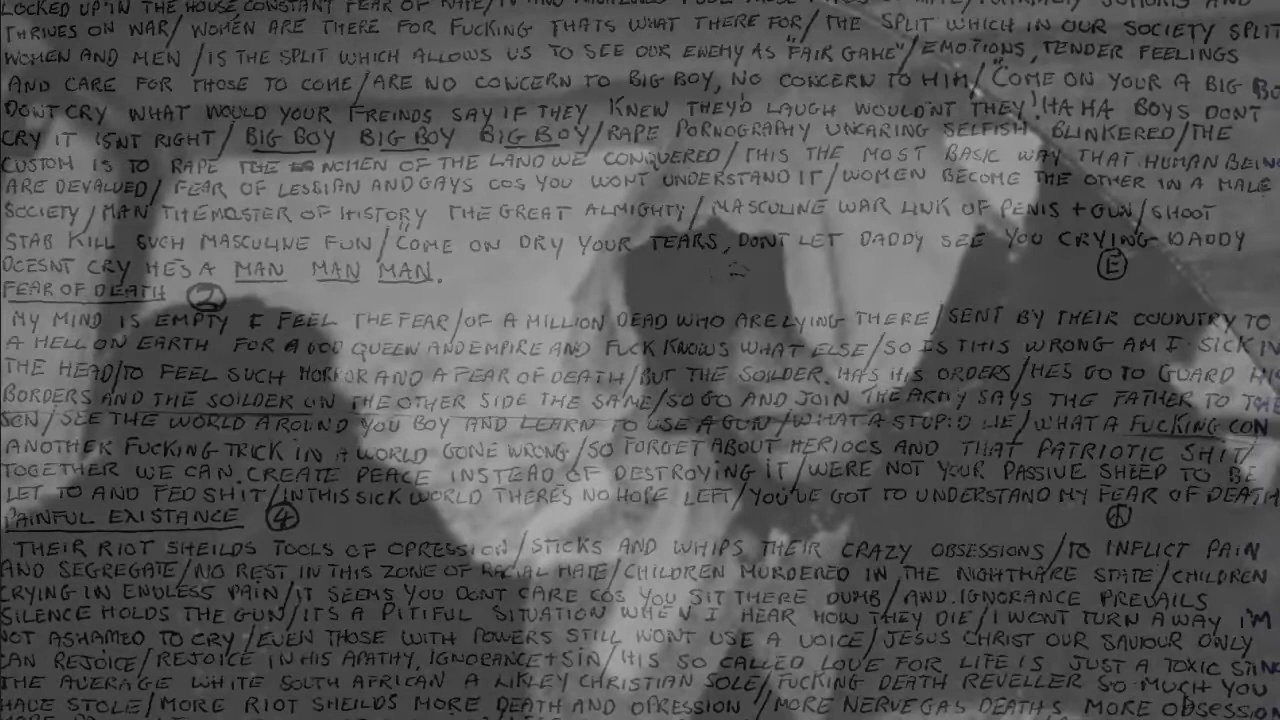 LOCKED UP IN THE HOUSE CONSTANT FEAR OF RAPE/
THRIVES ON WAR/ WOMEN ARE THERE FOR FUCKING THATS WHAT THERE FOR/ THE SPLIT WHICH IN OUR SOCIETY SPLIT
WOMEN AND MEN /IS THE SPLIT WHICH ALLOWS US TO SEE OUR ENEMY AS "FAIR GAME"/ EMOTIONS, TENDER FEELINGS
AND CARE FOR THOSE TO COME/ ARE NO CONCERN TO BIG BOY, NO CONCERN TO HIM/ "COME ON YOUR A BIG BO
DONT CRY WHAT WOULD YOUR FREINDS SAY IF THEY KNEW THEY'D LAUGH WOULDNT THEY! HA HA BOYS DONT
CRY IT ISNT RIGHT/ BIG BOY BIG BOY BIG BOY/ RAPE PORNOGRAPHY UNCARING SELFISH BLINKERED/ THE
CUSTOM IS TO RAPE THE WOMEN OF THE LAND WE CONQUERED/ THIS THE MOST BASIC WAY THAT HUMAN BEING
ARE DEVALUED/ FEAR OF LESBIAN AND GAYS COS YOU WONT UNDERSTAND IT/ WOMEN BECOME THE OTHER IN A MALE
SOCIETY/ MAN THE MASTER OF HISTORY THE GREAT ALMIGHTY/ MASCULINE WAR LINK OF PENIS + GUN/ SHOOT
STAB KILL SUCH MASCULINE FUN/ "COME ON DRY YOUR TEARS, DONT LET DADDY SEE YOU CRYING DADDY
DOESNT CRY HE'S A MAN MAN MAN. E
FEAR OF DEATH 2
MY MIND IS EMPTY I FEEL THE FEAR/ OF A MILLION DEAD WHO ARE LYING THERE/ SENT BY THEIR COUNTRY TO
A HELL ON EARTH FOR A GOD QUEEN AND EMPIRE AND FUCK KNOWS WHAT ELSE/ SO IS THIS WRONG AM I SICK IN
THE HEAD/ TO FEEL SUCH HORROR AND A FEAR OF DEATH/ BUT THE SOILDER HAS HIS ORDERS/ HES GO TO GUARD HIS
BORDERS AND THE SOILDER ON THE OTHER SIDE THE SAME/ SO GO AND JOIN THE ARMY SAYS THE FATHER TO THE
SON/ SEE THE WORLD AROUND YOU BOY AND LEARN TO USE A GUN/ WHAT A STUPID LIE/ WHAT A FUCKING CON
ANOTHER FUCKING TRICK IN A WORLD GONE WRONG/ SO FORGET ABOUT HERIOCS AND THAT PATRIOTIC SHIT/
TOGETHER WE CAN CREATE PEACE INSTEAD OF DESTROYING IT/ WERE NOT YOUR PASSIVE SHEEP TO BE
LET TO AND FED SHIT/ IN THIS SICK WORLD THERES NO HOPE LEFT/ YOU'VE GOT TO UNDERSTAND MY FEAR OF DEATH
PAINFUL EXISTANCE 4
THEIR RIOT SHEILDS TOOLS OF OPRESSION/ STICKS AND WHIPS THEIR CRAZY OBSESSIONS/ TO INFLICT PAIN
AND SEGREGATE/ NO REST IN THIS ZONE OF RACIAL HATE/ CHILDREN MURDERED IN THE NIGHTMARE STATE/ CHILDREN
CRYING IN ENDLESS PAIN/ IT SEEMS YOU DONT CARE COS YOU SIT THERE DUMB/ AND IGNORANCE PREVAILS
SILENCE HOLDS THE GUN/ ITS A PITIFUL SITUATION WHEN I HEAR HOW THEY DIE/ I WONT TURN AWAY I'M
NOT ASHAMED TO CRY/ EVEN THOSE WITH POWERS STILL WONT USE A VOICE/ JESUS CHRIST OUR SAVIOUR ONLY
CAN REJOICE/ REJOICE IN HIS APATHY, IGNORANCE + SIN/ HIS SO CALLED LOVE FOR LIFE IS JUST A TOXIC
THE AVERAGE WHITE SOUTH AFRICAN A LIKLEY CHRISTIAN SOLE/ FUCKING DEATH REVELLER SO MUCH YOU
HAVE STOLE/ MORE RIOT SHEILDS MORE DEATH AND OPRESSION/ MORE NERVE GAS DEATHS MORE OBSESSION